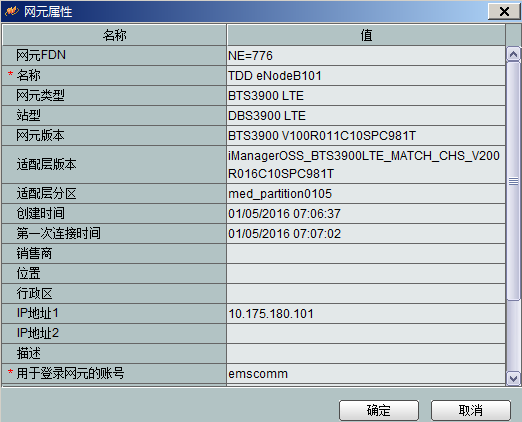 网元属性
名称 值
网元FDN NE=776
* 名称 TDD eNodeB101
网元类型 BTS3900 LTE
站型 DBS3900 LTE
网元版本 BTS3900 V100R011C10SPC981T
适配层版本 iManagerOSS_BTS3900LTE_MATCH_CHS_V200
R016C10SPC981T
适配层分区 med_partition0105
创建时间 01/05/2016 07:06:37
第一次连接时间 01/05/2016 07:07:02
销售商
位置
行政区
IP地址1 10.175.180.101
IP地址2
描述
* 用于登录网元的账号 emscomm
确定 取消